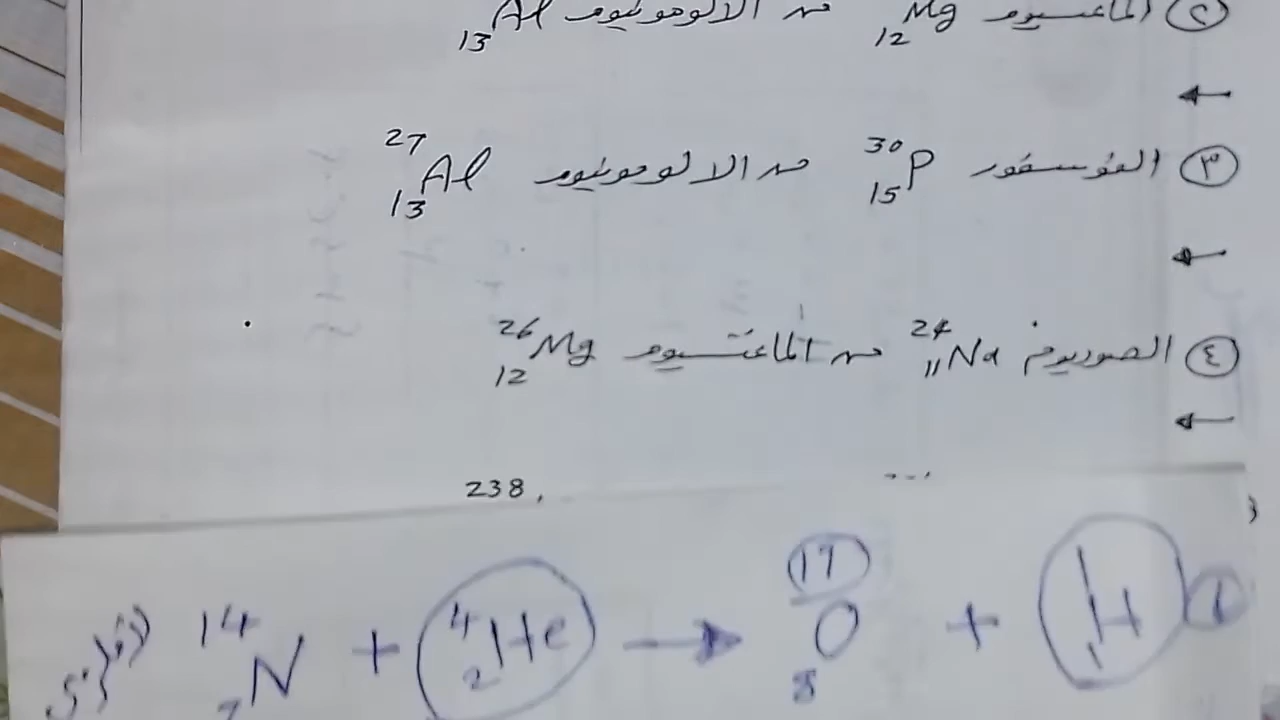 ٢ الماغنسيوم 12Mg من الالومونيوم 13Al
٣ الفوسفور 30 15P من الالومونيوم 27 13Al
٤ الصوديوم 24 11Na من الماغنسيوم 26 12Mg
238
14 7N + 4 2He → 17 8O + 1 1H